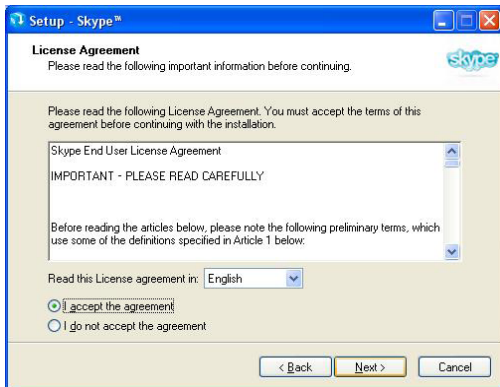 Setup - Skype™
License Agreement
Please read the following important information before continuing.
skype
Please read the following License Agreement. You must accept the terms of this
agreement before continuing with the installation.
Skype End User License Agreement
IMPORTANT - PLEASE READ CAREFULLY
Before reading the articles below, please note the following preliminary terms, which
use some of the definitions specified in Article 1 below:
Read this License agreement in: English
I accept the agreement
I do not accept the agreement
< Back Next > Cancel